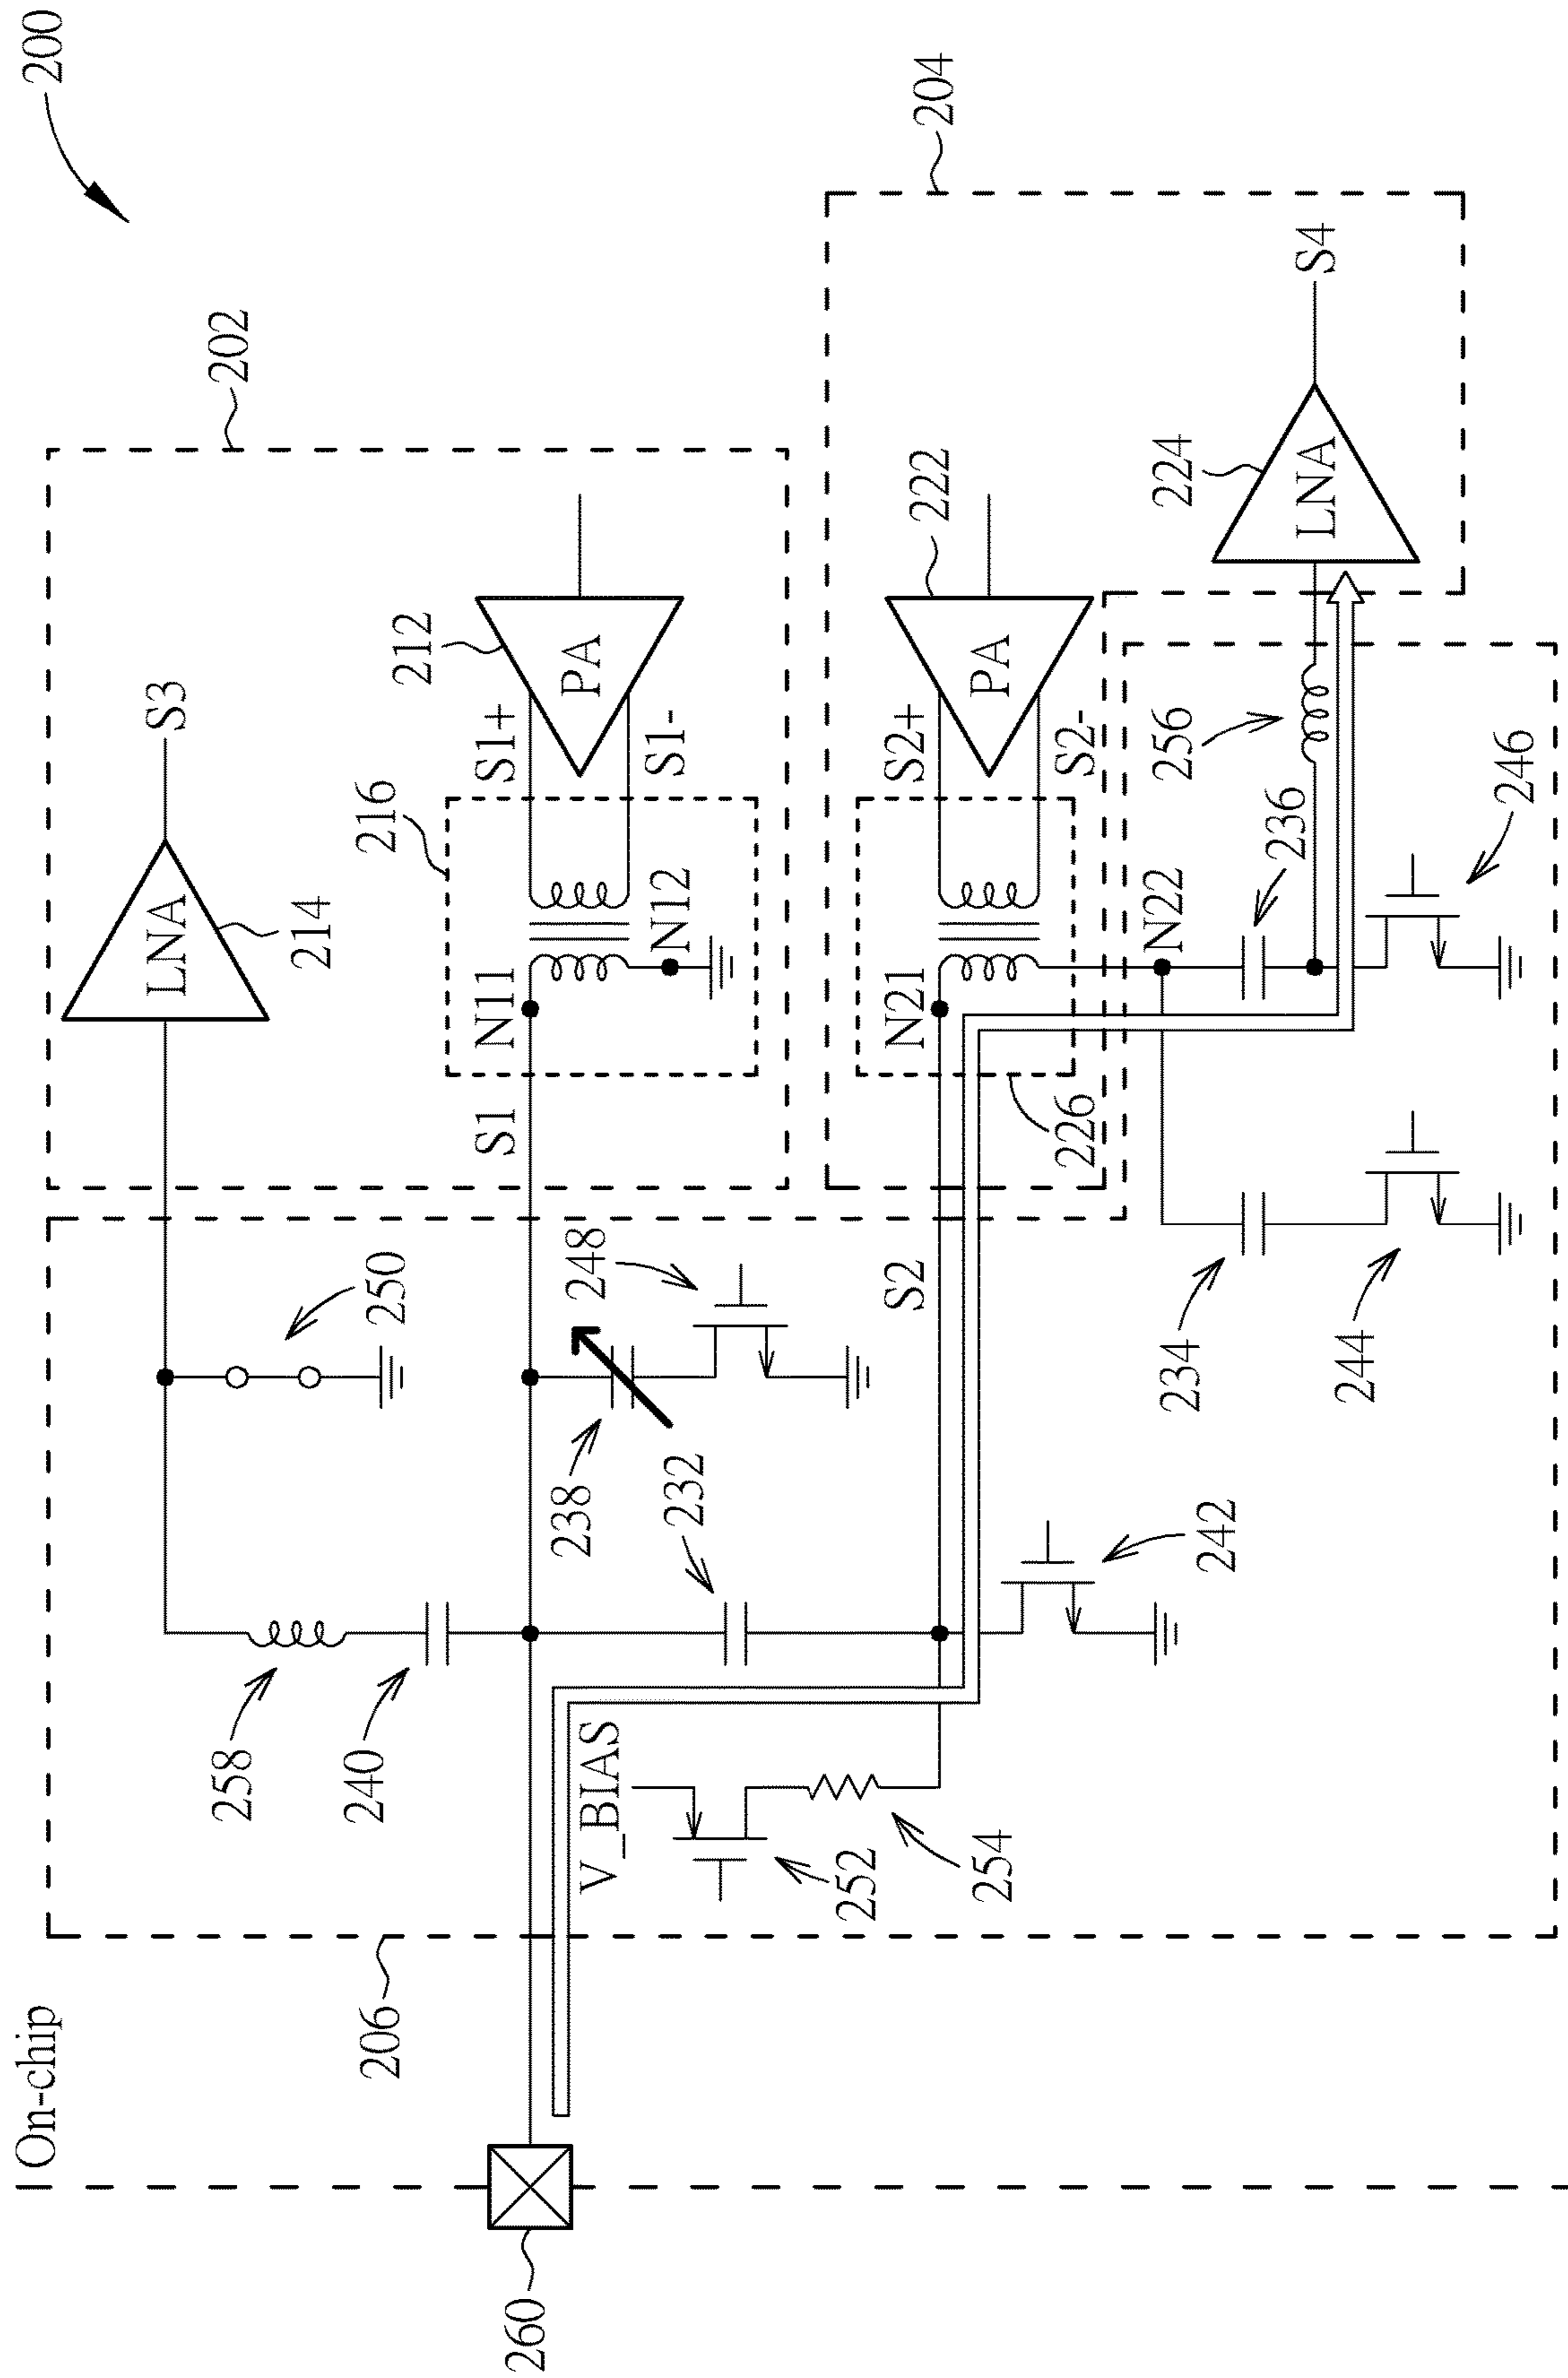 200
On-chip
202
204
206
LNA
214
S3
258
240
250
216
212
S1
N11
N12
S1+
S1-
PA
260
238
248
232
V_BIAS
252
254
242
S2
226
N21
S2+
S2-
PA
222
N22
234
244
236
246
256
LNA
224
S4